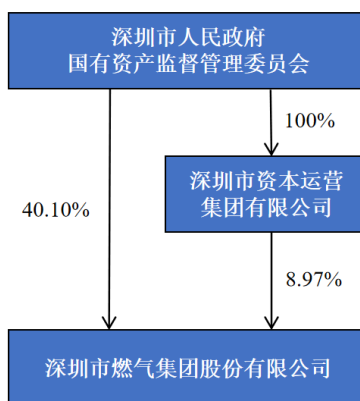 深圳市人民政府
国有资产监督管理委员会
100%
深圳市资本运营
集团有限公司
40.10%
8.97%
深圳市燃气集团股份有限公司